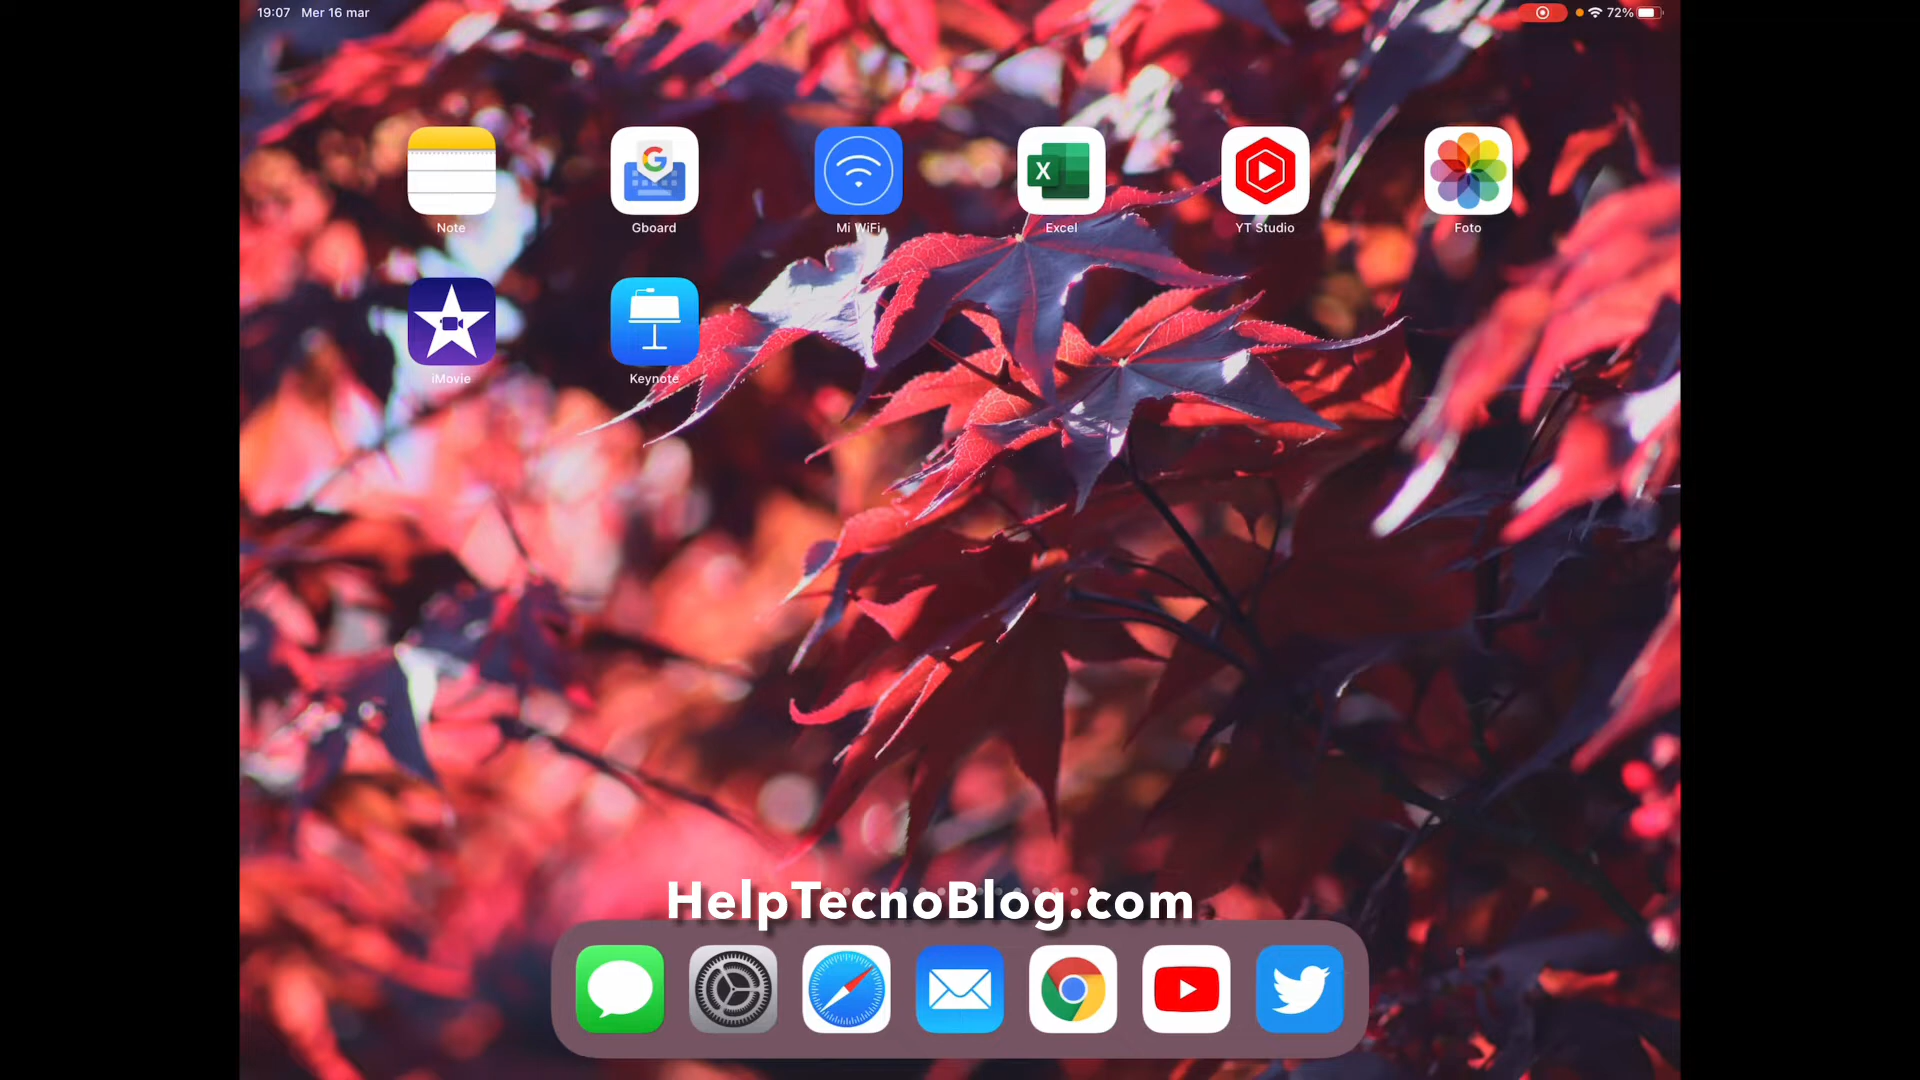 19:07 Mer 16 mar
72%
Note
Gboard
Mi WiFi
Excel
YT Studio
Foto
iMovie
Keynote
HelpTecnoBlog.com